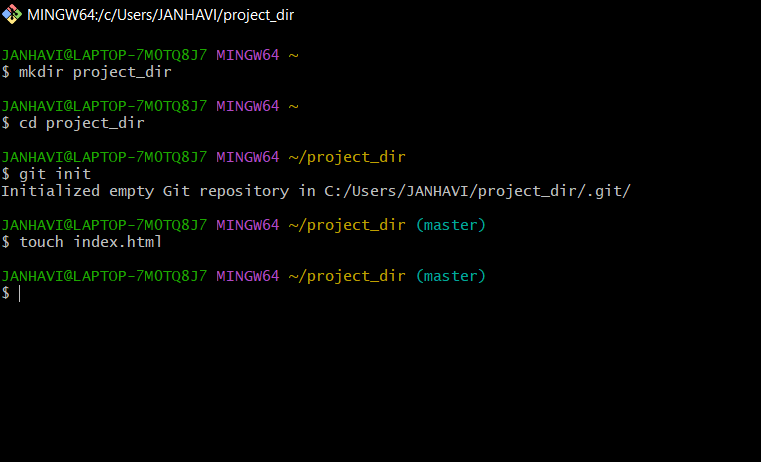 MINGW64:/c/Users/JANHAVI/project_dir
JANHAVI@LAPTOP-7M0TQ8J7 MINGW64 ~
$ mkdir project_dir
JANHAVI@LAPTOP-7M0TQ8J7 MINGW64 ~
$ cd project_dir
JANHAVI@LAPTOP-7M0TQ8J7 MINGW64 ~/project_dir
$ git init
Initialized empty Git repository in C:/Users/JANHAVI/project_dir/.git/
JANHAVI@LAPTOP-7M0TQ8J7 MINGW64 ~/project_dir (master)
$ touch index.html
JANHAVI@LAPTOP-7M0TQ8J7 MINGW64 ~/project_dir (master)
$